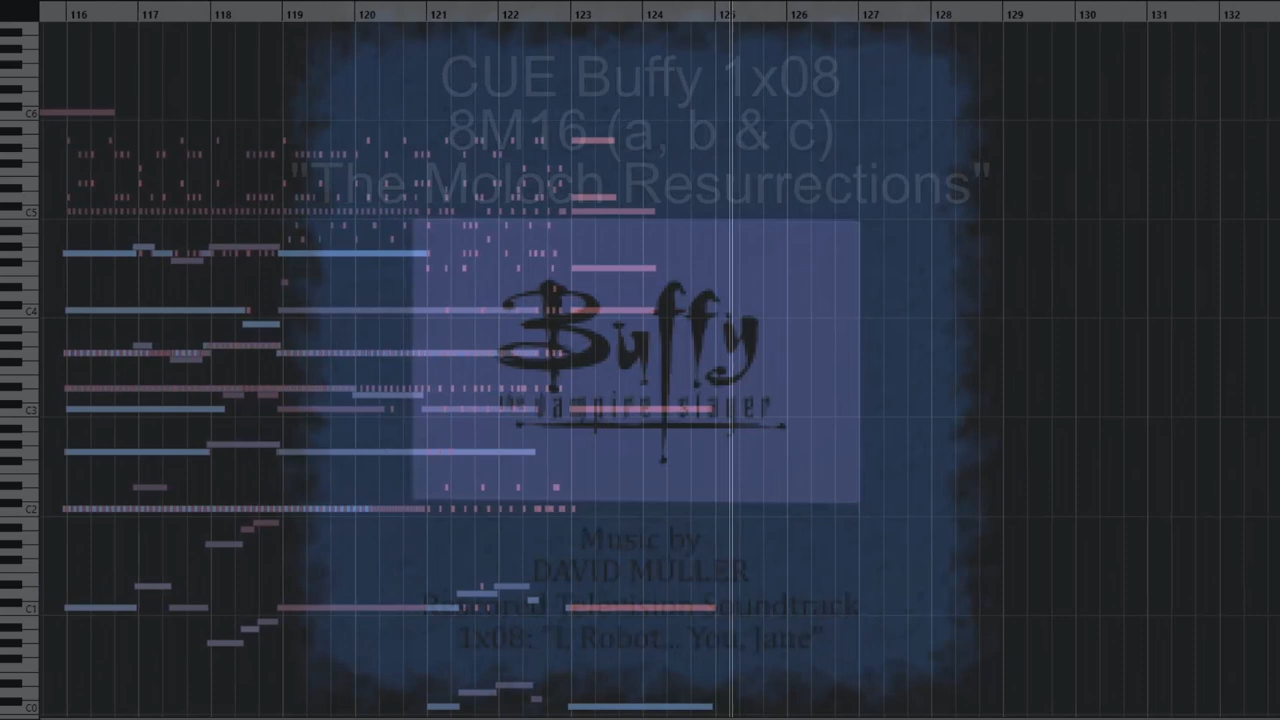 116 117 118 119 120 121 122 123 124 125 126 127 128 129 130 131 132
CUE Buffy 1x08
C6
8M16 (a, b & c)
"The Moloch Resurrections"
C5
Buffy
C4
the vampire slayer
C3
C2
Music by
DAVID MULLER
C1
Removed Television Soundtrack
1x08: "I, Robot... You, Jane"
C0